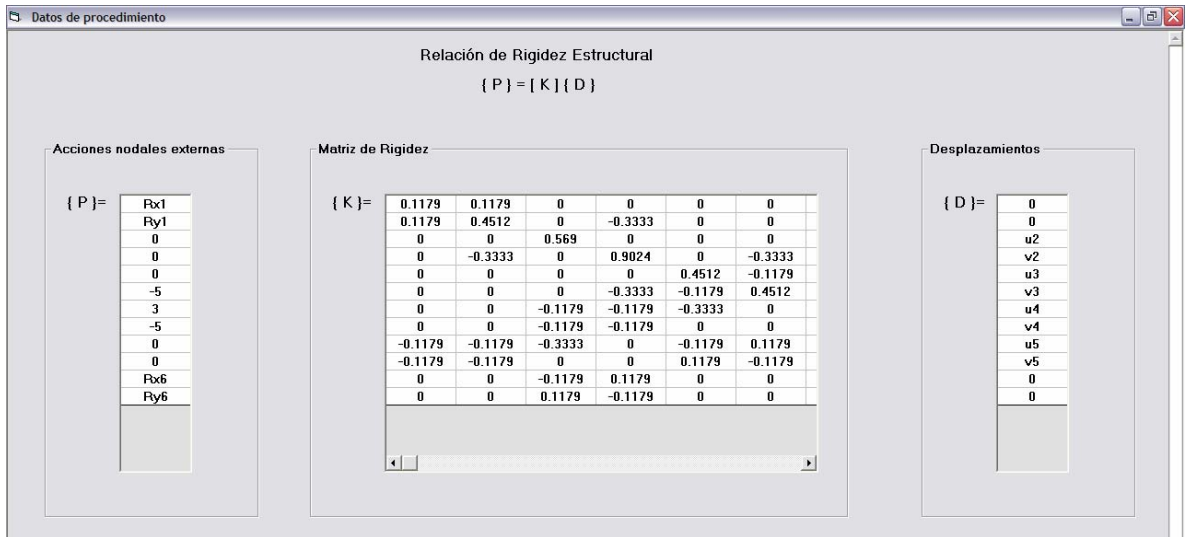 Datos de procedimiento
Relación de Rigidez Estructural
{ P } = [ K ] { D }
Acciones nodales externas
Matriz de Rigidez
Desplazamientos
{ P }= Rx1 { K }= 0.1179 0.1179 0 0 0 0 { D }= 0
Ry1 0.1179 0.4512 0 -0.3333 0 0 0
0 0 0 0.569 0 0 0 u2
0 0 -0.3333 0 0.9024 0 -0.3333 v2
0 0 0 0 0 0.4512 -0.1179 u3
-5 0 0 0 -0.3333 -0.1179 0.4512 v3
3 0 0 -0.1179 -0.1179 -0.3333 0 u4
-5 0 0 -0.1179 -0.1179 0 0 v4
0 -0.1179 -0.1179 -0.3333 0 -0.1179 0.1179 u5
0 -0.1179 -0.1179 0 0 0.1179 -0.1179 v5
Rx6 0 0 -0.1179 0.1179 0 0 0
Ry6 0 0 0.1179 -0.1179 0 0 0